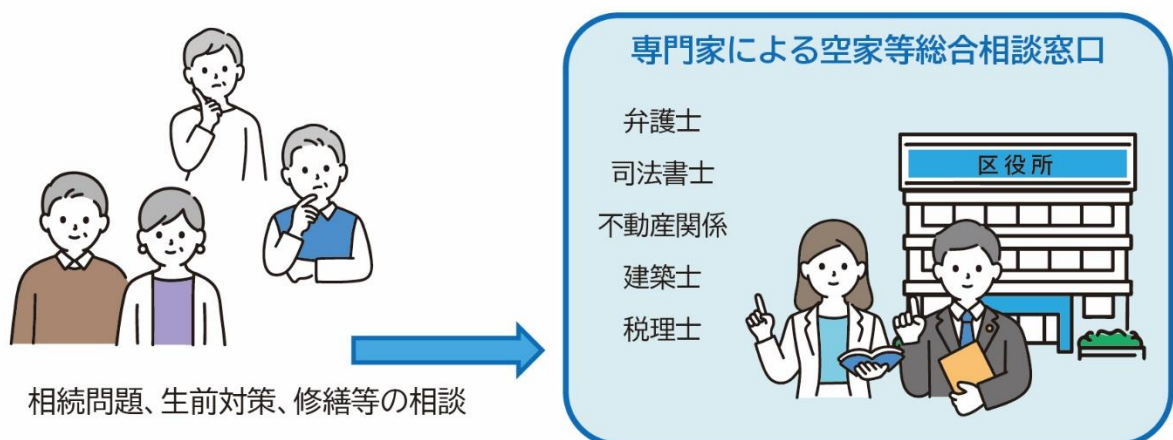 専門家による空家等総合相談窓口
弁護士
司法書士
不動産関係
建築士
税理士
区役所
相続問題、生前対策、修繕等の相談